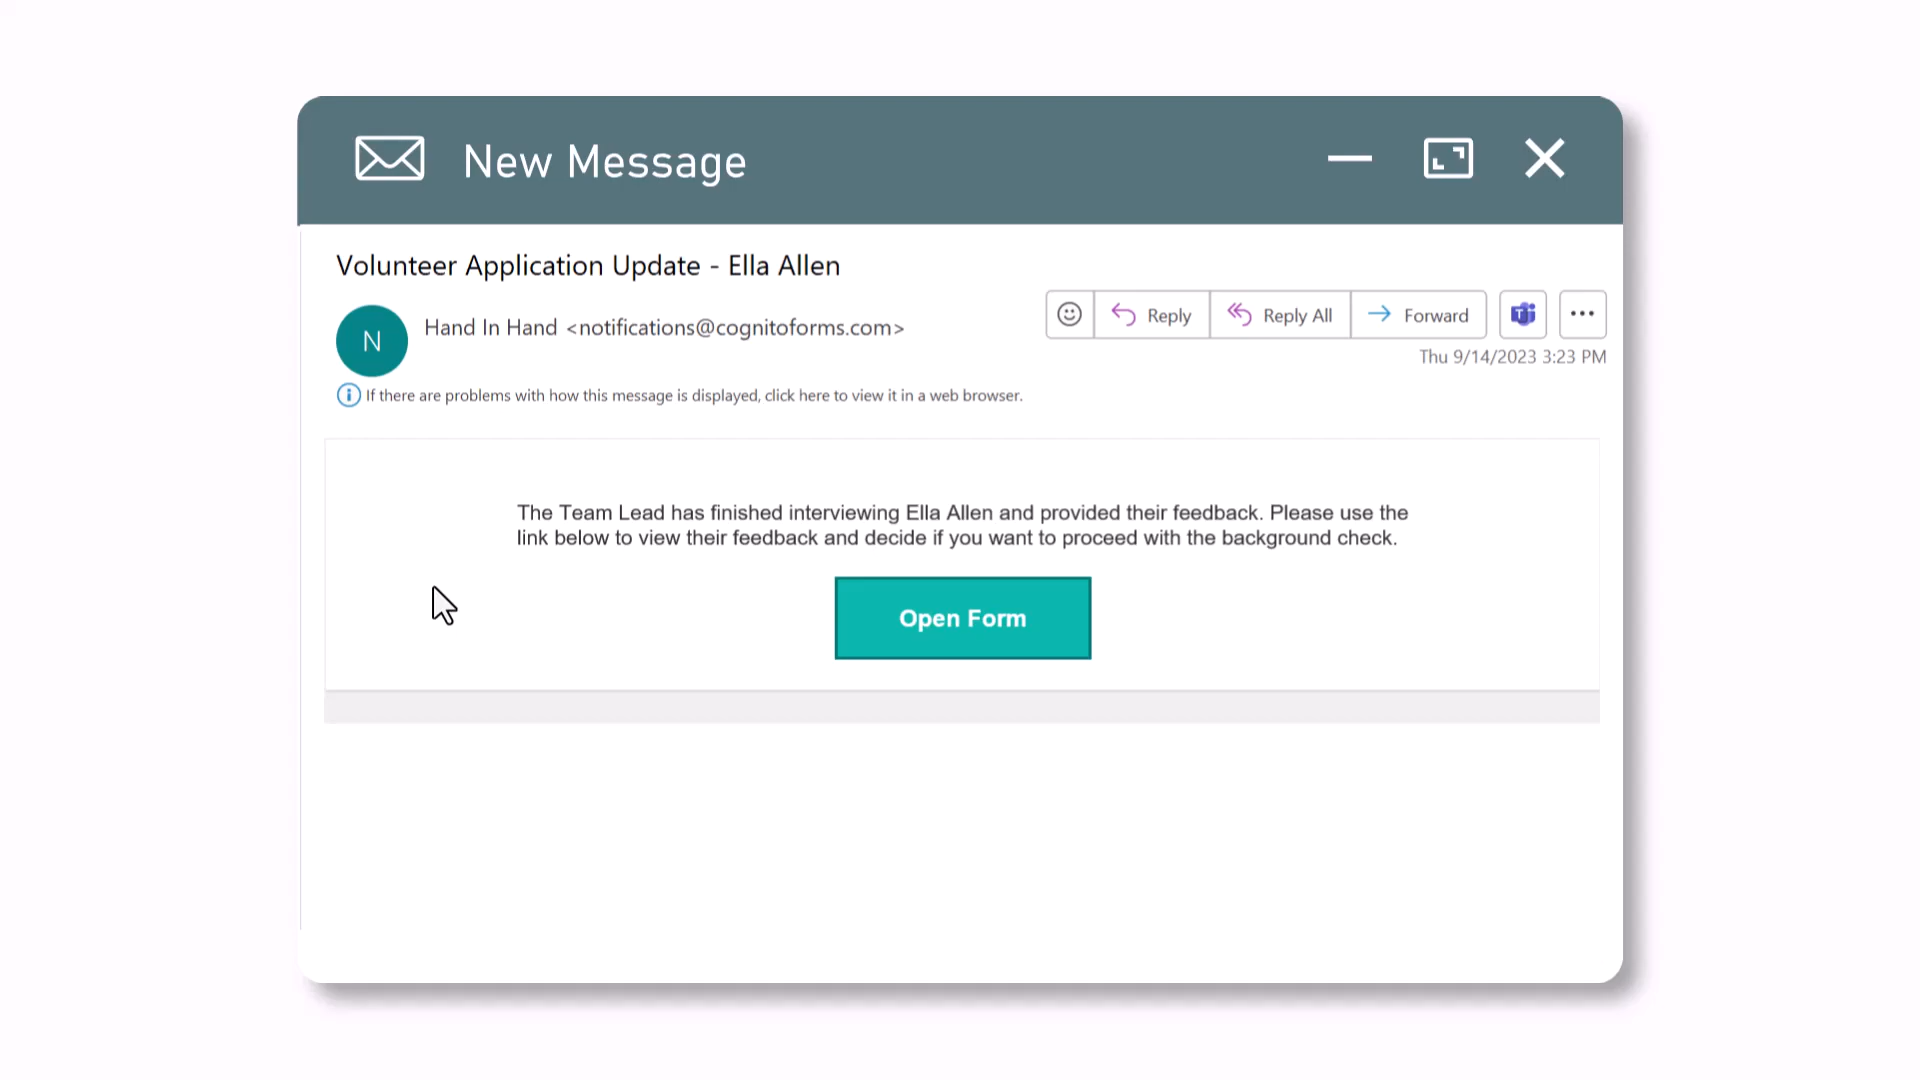 New Message
Volunteer Application Update - Ella Allen
N
Hand In Hand <notifications@cognitoforms.com>
Reply
Reply All
Forward
T
Thu 9/14/2023 3:23 PM
If there are problems with how this message is displayed, click here to view it in a web browser.
The Team Lead has finished interviewing Ella Allen and provided their feedback. Please use the
link below to view their feedback and decide if you want to proceed with the background check.
Open Form